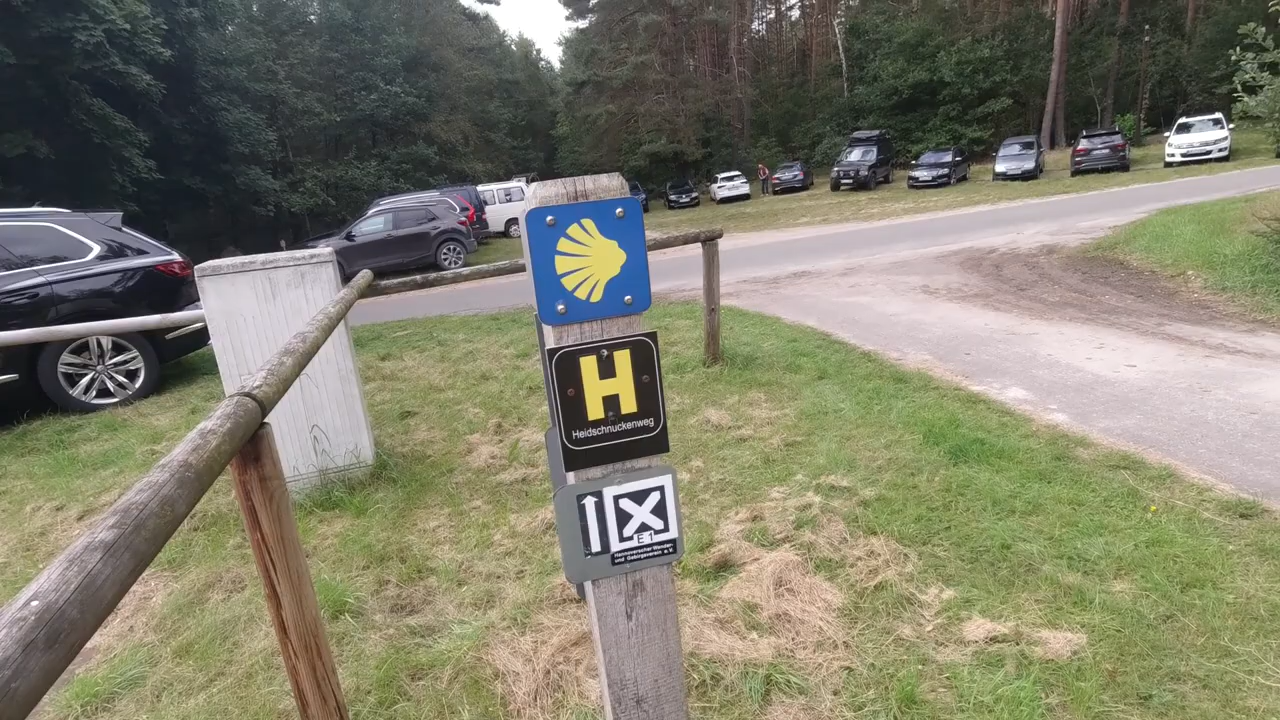 H
Heidschnuckenweg
X
E1
Hannoverscher Wander-
und Gebirgsverein e.V.